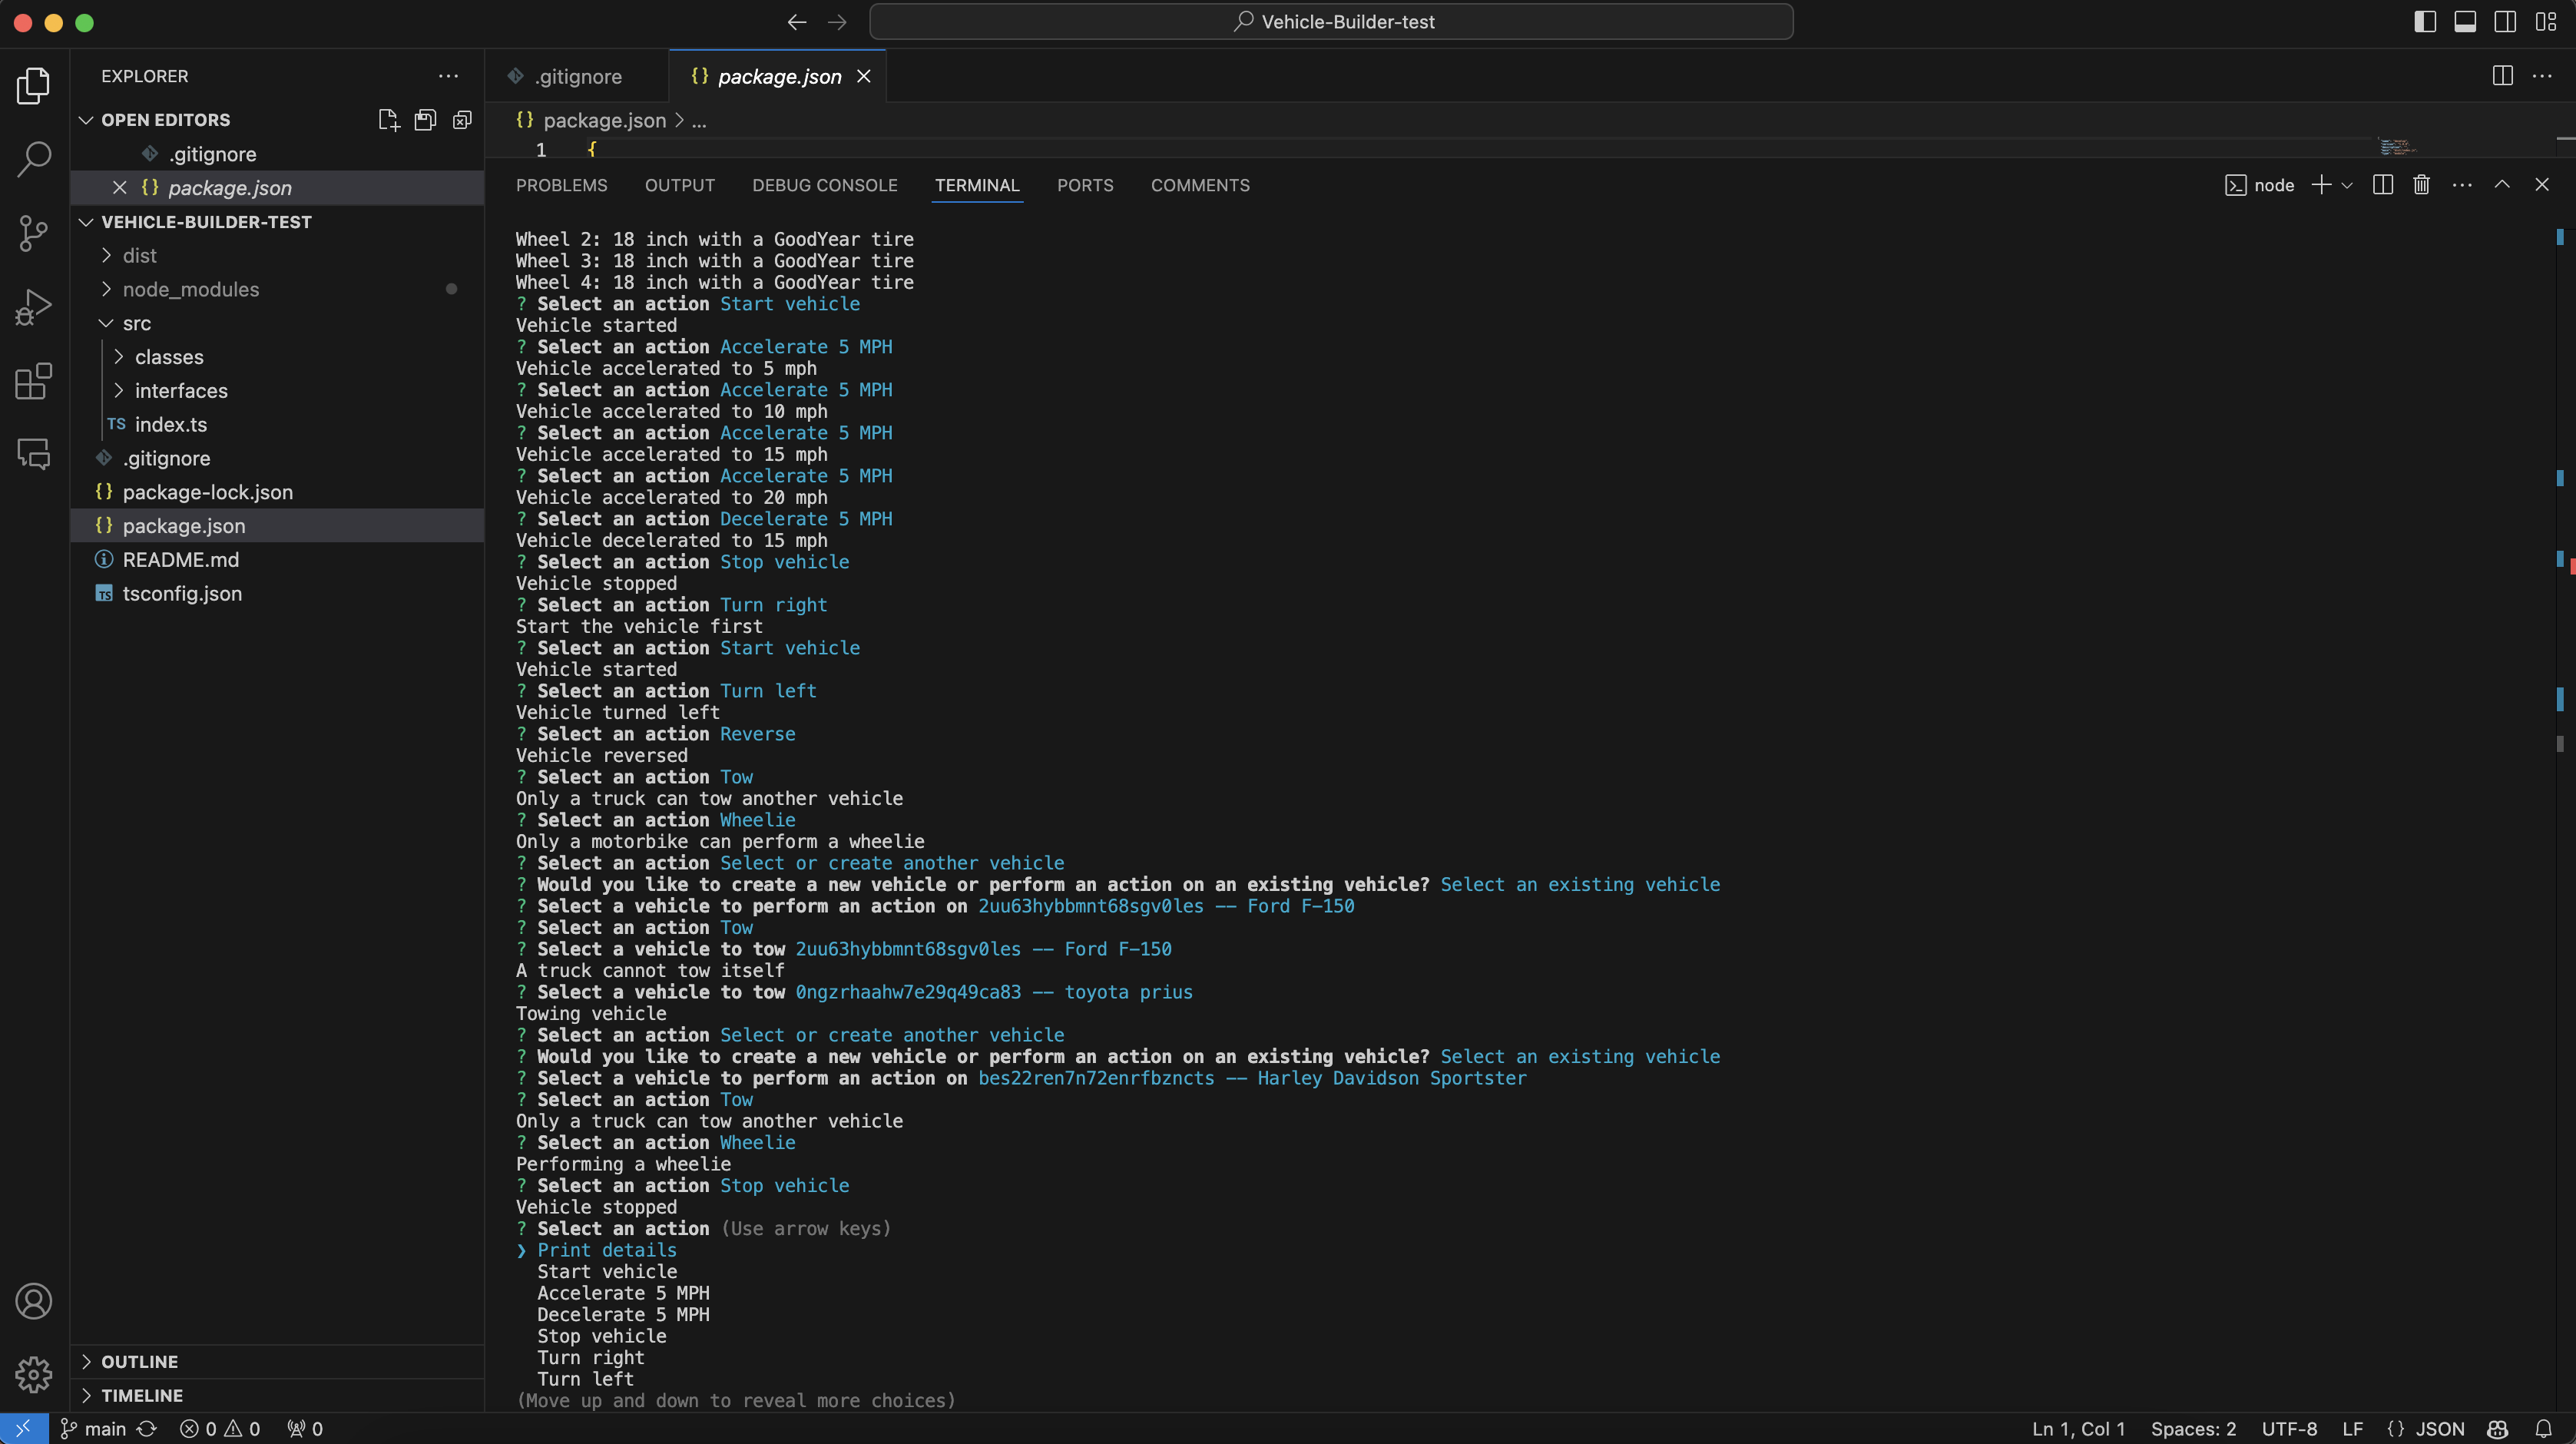 Vehicle-Builder-test
EXPLORER
OPEN EDITORS
.gitignore
{} package.json
VEHICLE-BUILDER-TEST
dist
node_modules
src
classes
interfaces
TS index.ts
.gitignore
{} package-lock.json
{} package.json
README.md
TS tsconfig.json
OUTLINE
TIMELINE
.gitignore
{} package.json
{} package.json > ...
1 {
PROBLEMS OUTPUT DEBUG CONSOLE TERMINAL PORTS COMMENTS
node
Wheel 2: 18 inch with a GoodYear tire
Wheel 3: 18 inch with a GoodYear tire
Wheel 4: 18 inch with a GoodYear tire
? Select an action Start vehicle
Vehicle started
? Select an action Accelerate 5 MPH
Vehicle accelerated to 5 mph
? Select an action Accelerate 5 MPH
Vehicle accelerated to 10 mph
? Select an action Accelerate 5 MPH
Vehicle accelerated to 15 mph
? Select an action Accelerate 5 MPH
Vehicle accelerated to 20 mph
? Select an action Decelerate 5 MPH
Vehicle decelerated to 15 mph
? Select an action Stop vehicle
Vehicle stopped
? Select an action Turn right
Start the vehicle first
? Select an action Start vehicle
Vehicle started
? Select an action Turn left
Vehicle turned left
? Select an action Reverse
Vehicle reversed
? Select an action Tow
Only a truck can tow another vehicle
? Select an action Wheelie
Only a motorbike can perform a wheelie
? Select an action Select or create another vehicle
? Would you like to create a new vehicle or perform an action on an existing vehicle? Select an existing vehicle
? Select a vehicle to perform an action on 2uu63hybbmnt68sgv0les -- Ford F-150
? Select an action Tow
? Select a vehicle to tow 2uu63hybbmnt68sgv0les -- Ford F-150
A truck cannot tow itself
? Select a vehicle to tow 0ngzrhaahw7e29q49ca83 -- toyota prius
Towing vehicle
? Select an action Select or create another vehicle
? Would you like to create a new vehicle or perform an action on an existing vehicle? Select an existing vehicle
? Select a vehicle to perform an action on bes22ren7n72enrfbzncts -- Harley Davidson Sportster
? Select an action Tow
Only a truck can tow another vehicle
? Select an action Wheelie
Performing a wheelie
? Select an action Stop vehicle
Vehicle stopped
? Select an action (Use arrow keys)
❯ Print details
Start vehicle
Accelerate 5 MPH
Decelerate 5 MPH
Stop vehicle
Turn right
Turn left
(Move up and down to reveal more choices)
main 0 0 0
Ln 1, Col 1 Spaces: 2 UTF-8 LF {} JSON